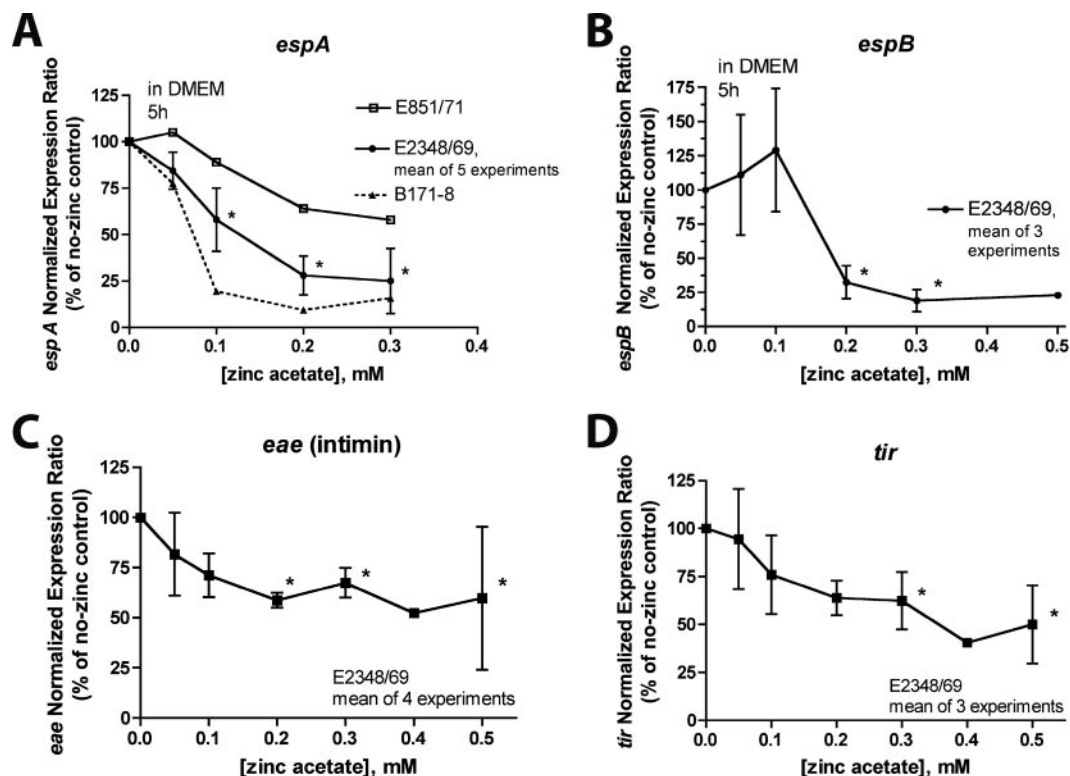 A
espA
espA Normalized Expression Ratio
(% of no-zinc control)
125
100
75
50
25
0
in DMEM
5h
E851/71
E2348/69,
mean of 5 experiments
B171-8
*
*
*
0.0 0.1 0.2 0.3 0.4
[zinc acetate], mM
B
espB
espB Normalized Expression Ratio
(% of no-zinc control)
175
150
125
100
75
50
25
0
in DMEM
5h
E2348/69,
mean of 3
experiments
*
*
0.0 0.1 0.2 0.3 0.4 0.5
[zinc acetate], mM
C
eae (intimin)
eae Normalized Expression Ratio
(% of no-zinc control)
125
100
75
50
25
0
*
*
*
E2348/69
mean of 4 experiments
0.0 0.1 0.2 0.3 0.4 0.5
[zinc acetate], mM
D
tir
tir Normalized Expression Ratio
(% of no-zinc control)
125
100
75
50
25
0
*
*
E2348/69
mean of 3 experiments
0.0 0.1 0.2 0.3 0.4 0.5
[zinc acetate], mM